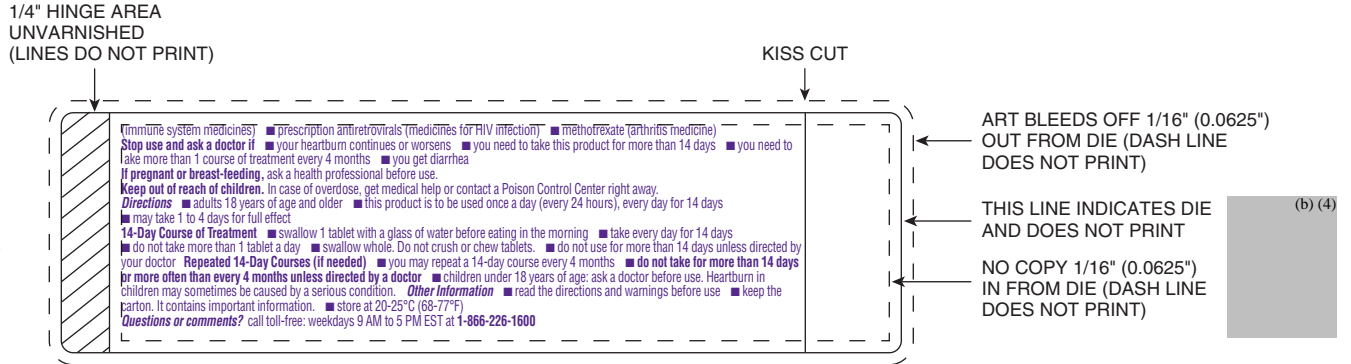 1/4" HINGE AREA
UNVARNISHED
(LINES DO NOT PRINT)
KISS CUT
(immune system medicines) ■ prescription antiretrovirals (medicines for HIV infection) ■ methotrexate (arthritis medicine)
Stop use and ask a doctor if ■ your heartburn continues or worsens ■ you need to take this product for more than 14 days ■ you need to
take more than 1 course of treatment every 4 months ■ you get diarrhea
If pregnant or breast-feeding, ask a health professional before use.
Keep out of reach of children. In case of overdose, get medical help or contact a Poison Control Center right away.
Directions ■ adults 18 years of age and older ■ this product is to be used once a day (every 24 hours), every day for 14 days
■ may take 1 to 4 days for full effect
14-Day Course of Treatment ■ swallow 1 tablet with a glass of water before eating in the morning ■ take every day for 14 days
■ do not take more than 1 tablet a day ■ swallow whole. Do not crush or chew tablets. ■ do not use for more than 14 days unless directed by
your doctor Repeated 14-Day Courses (if needed) ■ you may repeat a 14-day course every 4 months ■ do not take for more than 14 days
or more often than every 4 months unless directed by a doctor ■ children under 18 years of age: ask a doctor before use. Heartburn in
children may sometimes be caused by a serious condition. Other Information ■ read the directions and warnings before use ■ keep the
carton. It contains important information. ■ store at 20-25°C (68-77°F)
Questions or comments? call toll-free: weekdays 9 AM to 5 PM EST at 1-866-226-1600
ART BLEEDS OFF 1/16" (0.0625")
OUT FROM DIE (DASH LINE
DOES NOT PRINT)
THIS LINE INDICATES DIE
AND DOES NOT PRINT
NO COPY 1/16" (0.0625")
IN FROM DIE (DASH LINE
DOES NOT PRINT)
(b) (4)